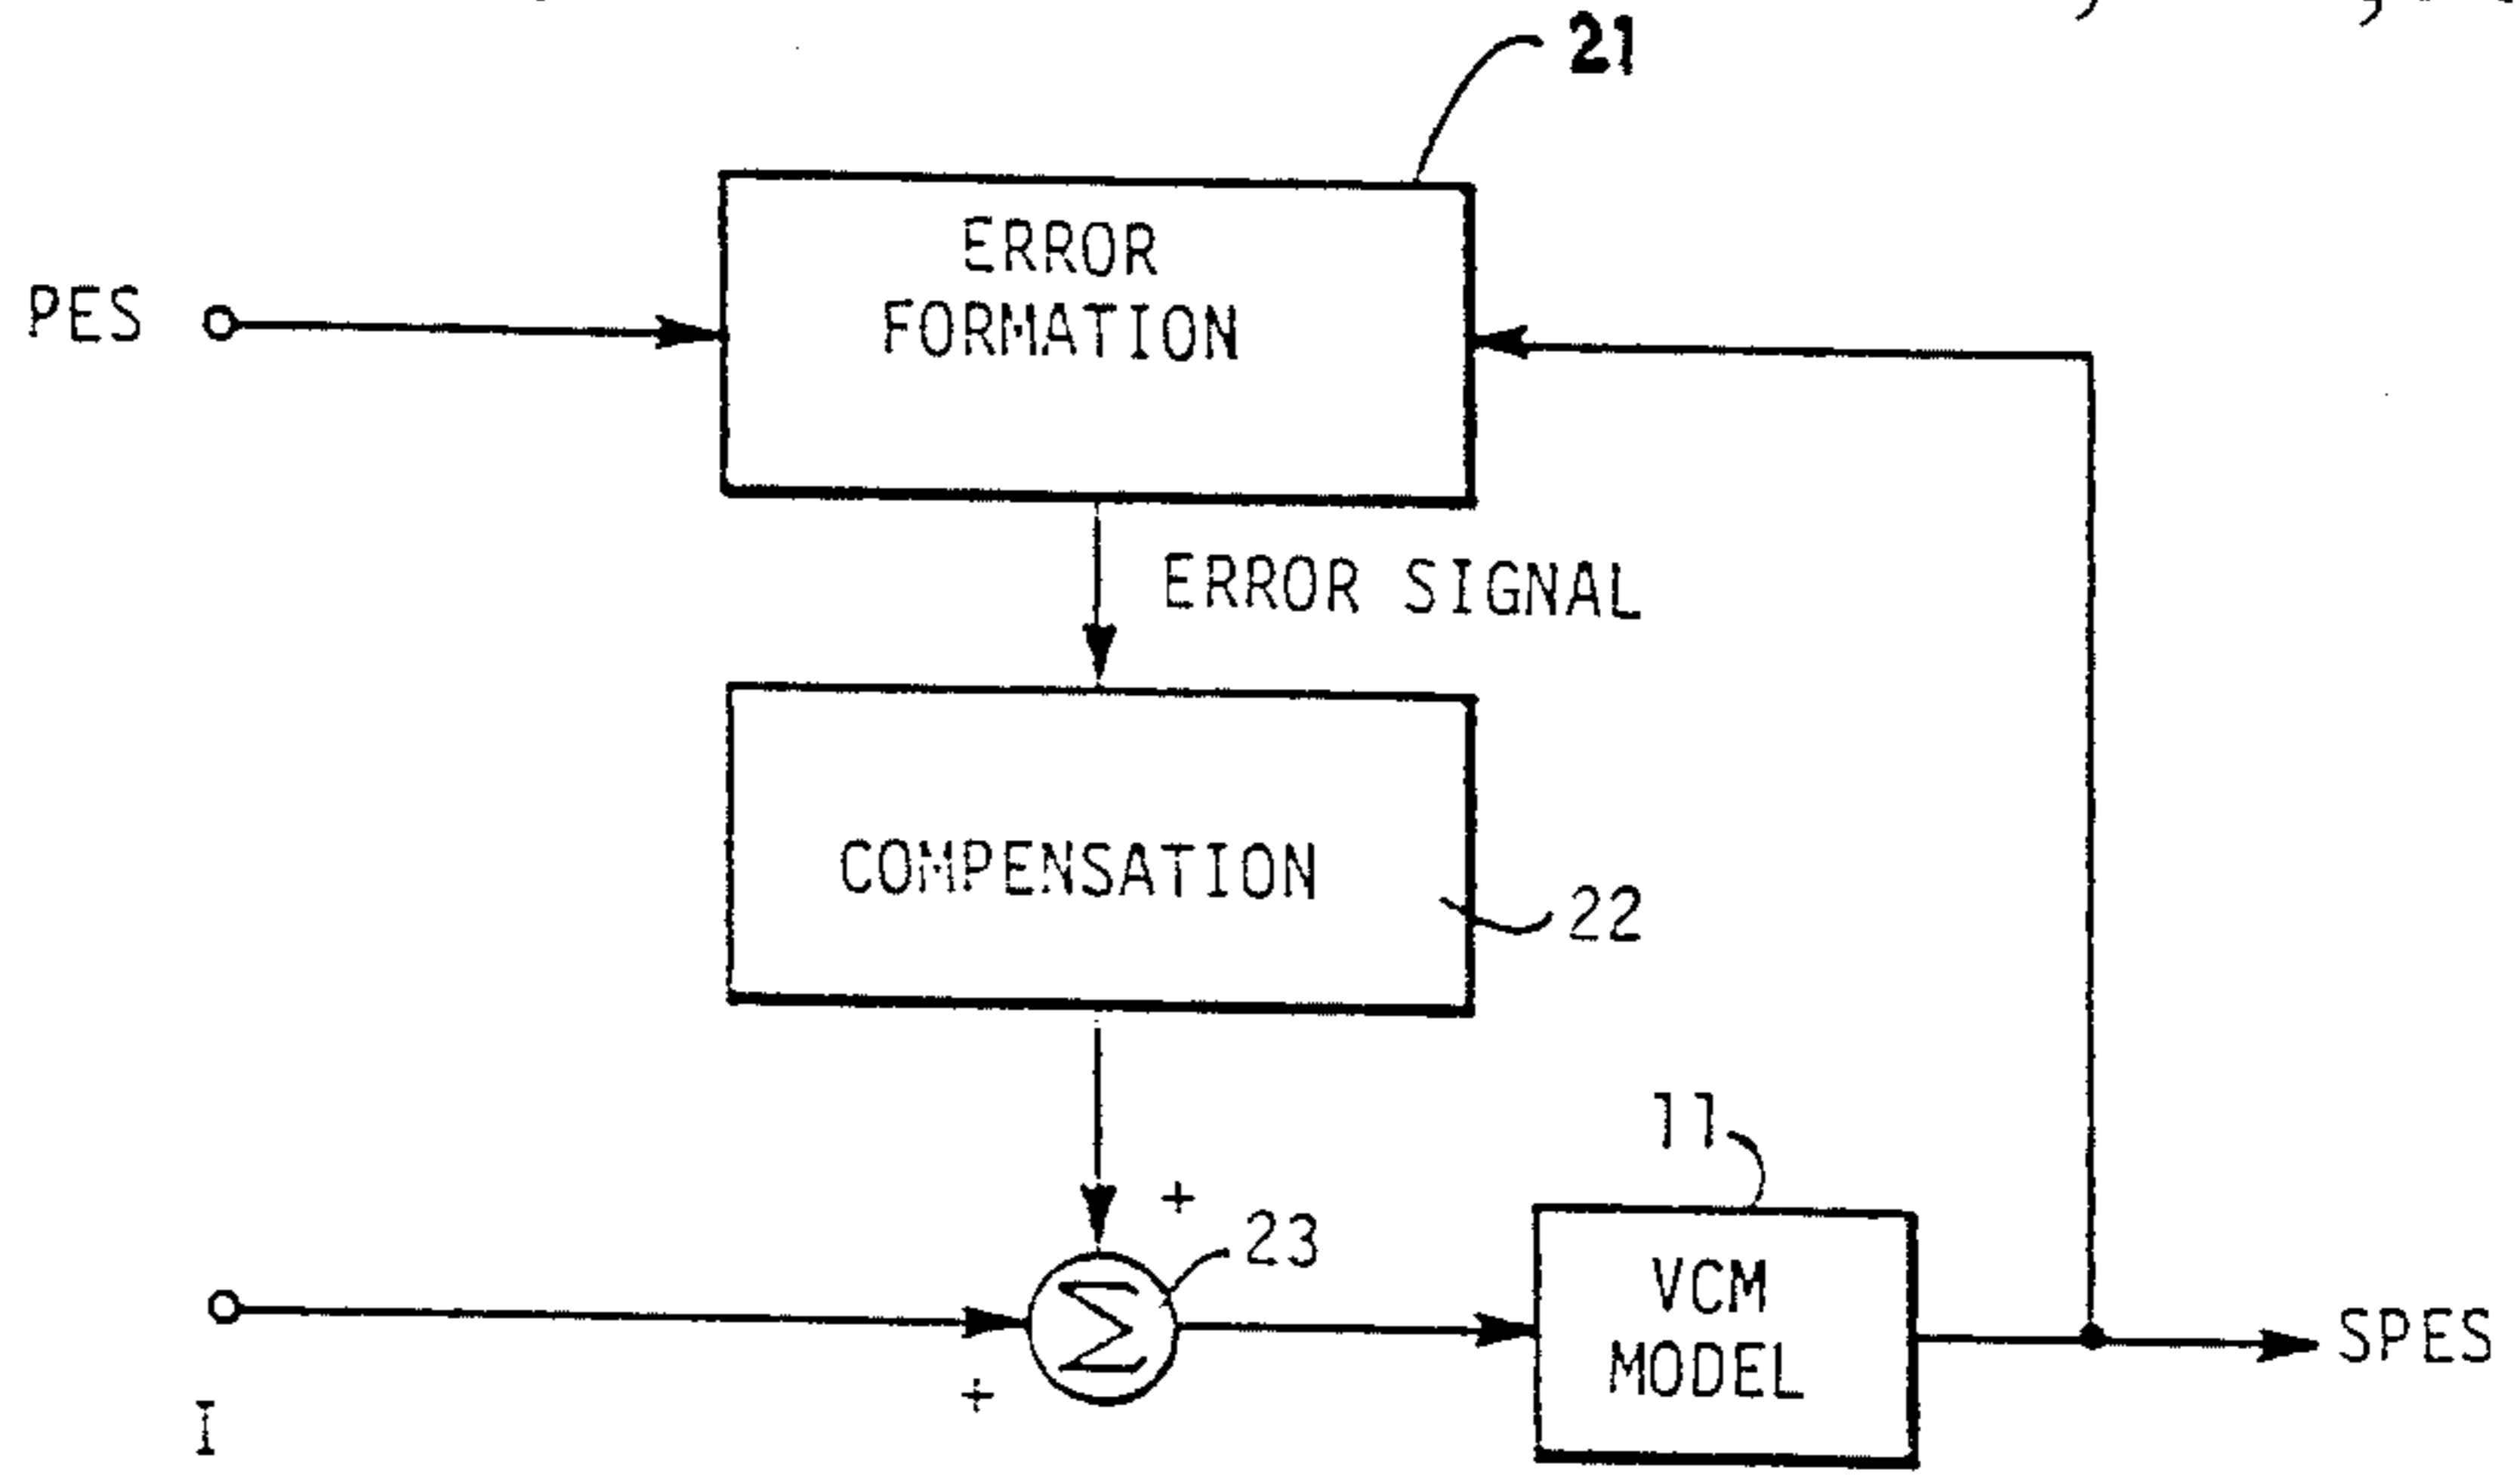 21
ERROR
FORMATION
PES
ERROR SIGNAL
COMPENSATION
22
11
+
23
Σ
VCM
MODEL
SPES
+
I